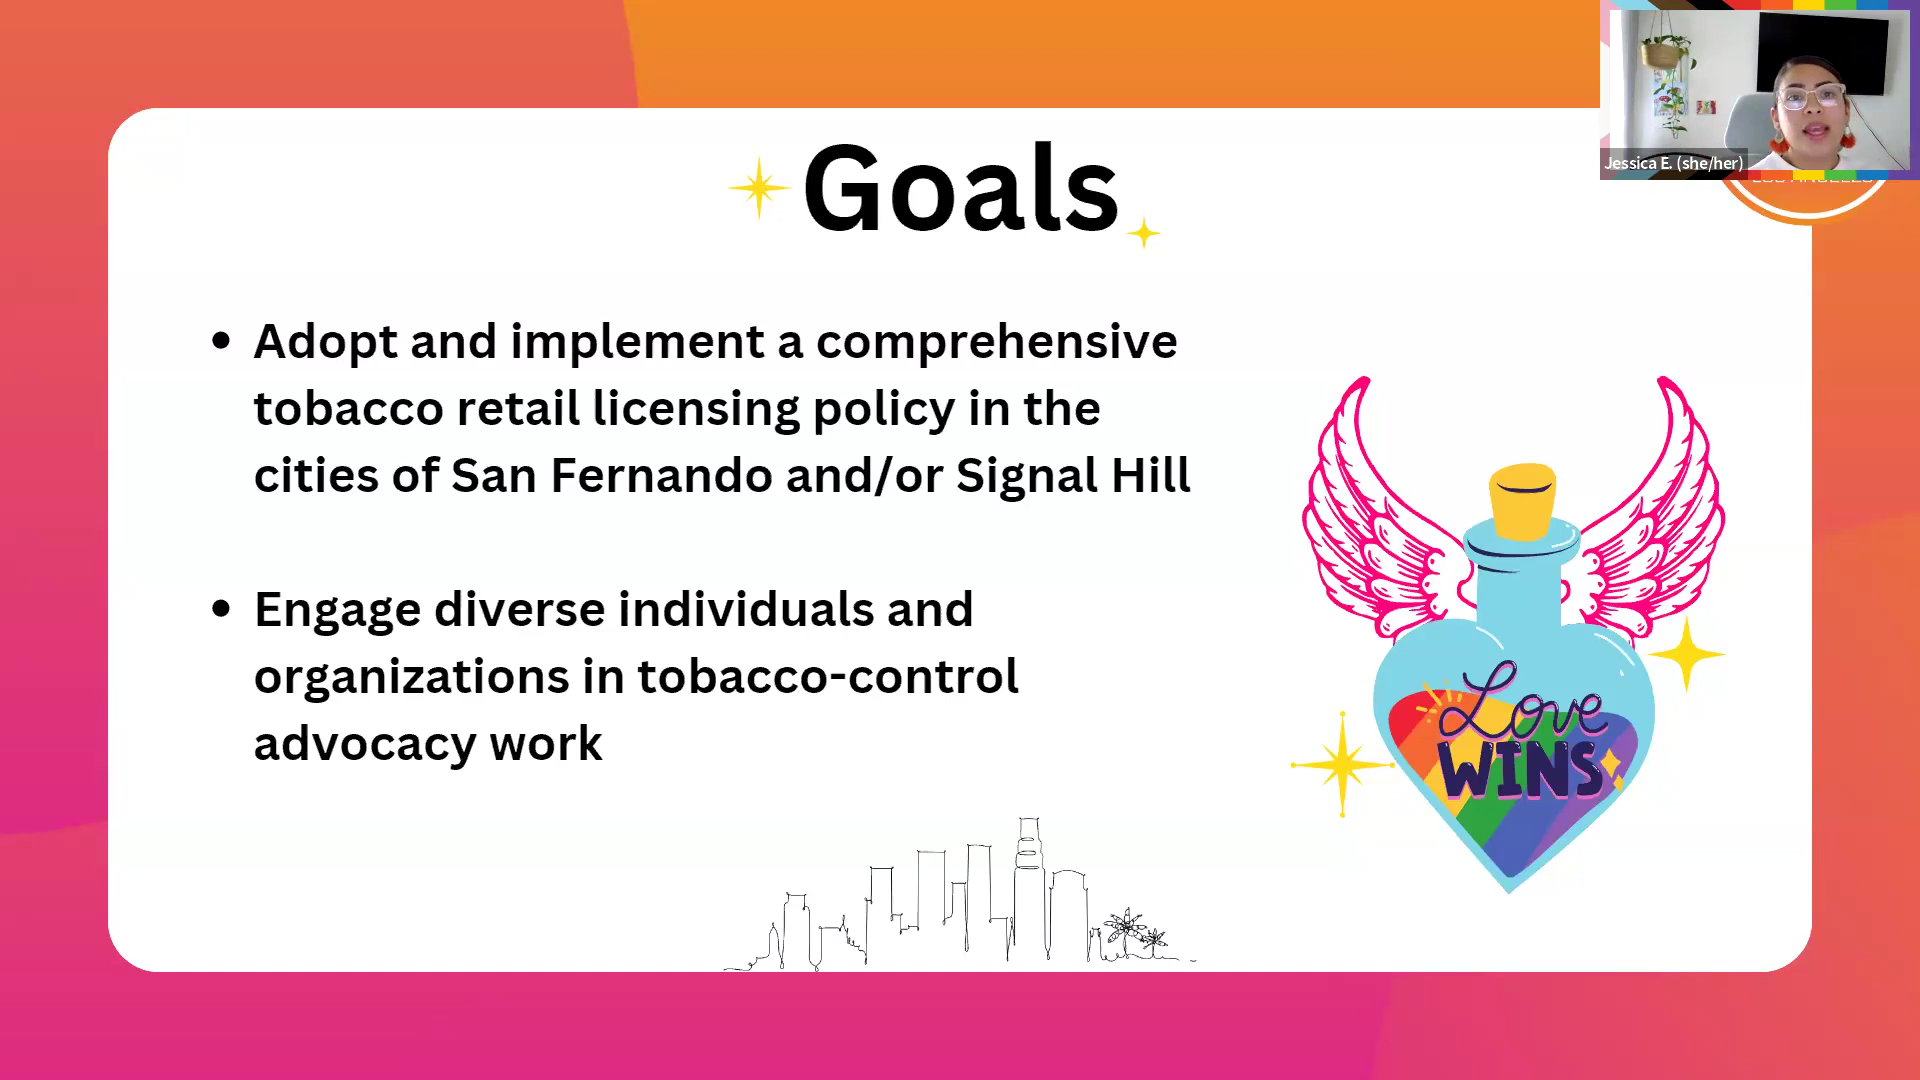 Goals
Adopt and implement a comprehensive
tobacco retail licensing policy in the
cities of San Fernando and/or Signal Hill
Engage diverse individuals and
organizations in tobacco-control
advocacy work
Love
WINS
Jessica E. (she/her)